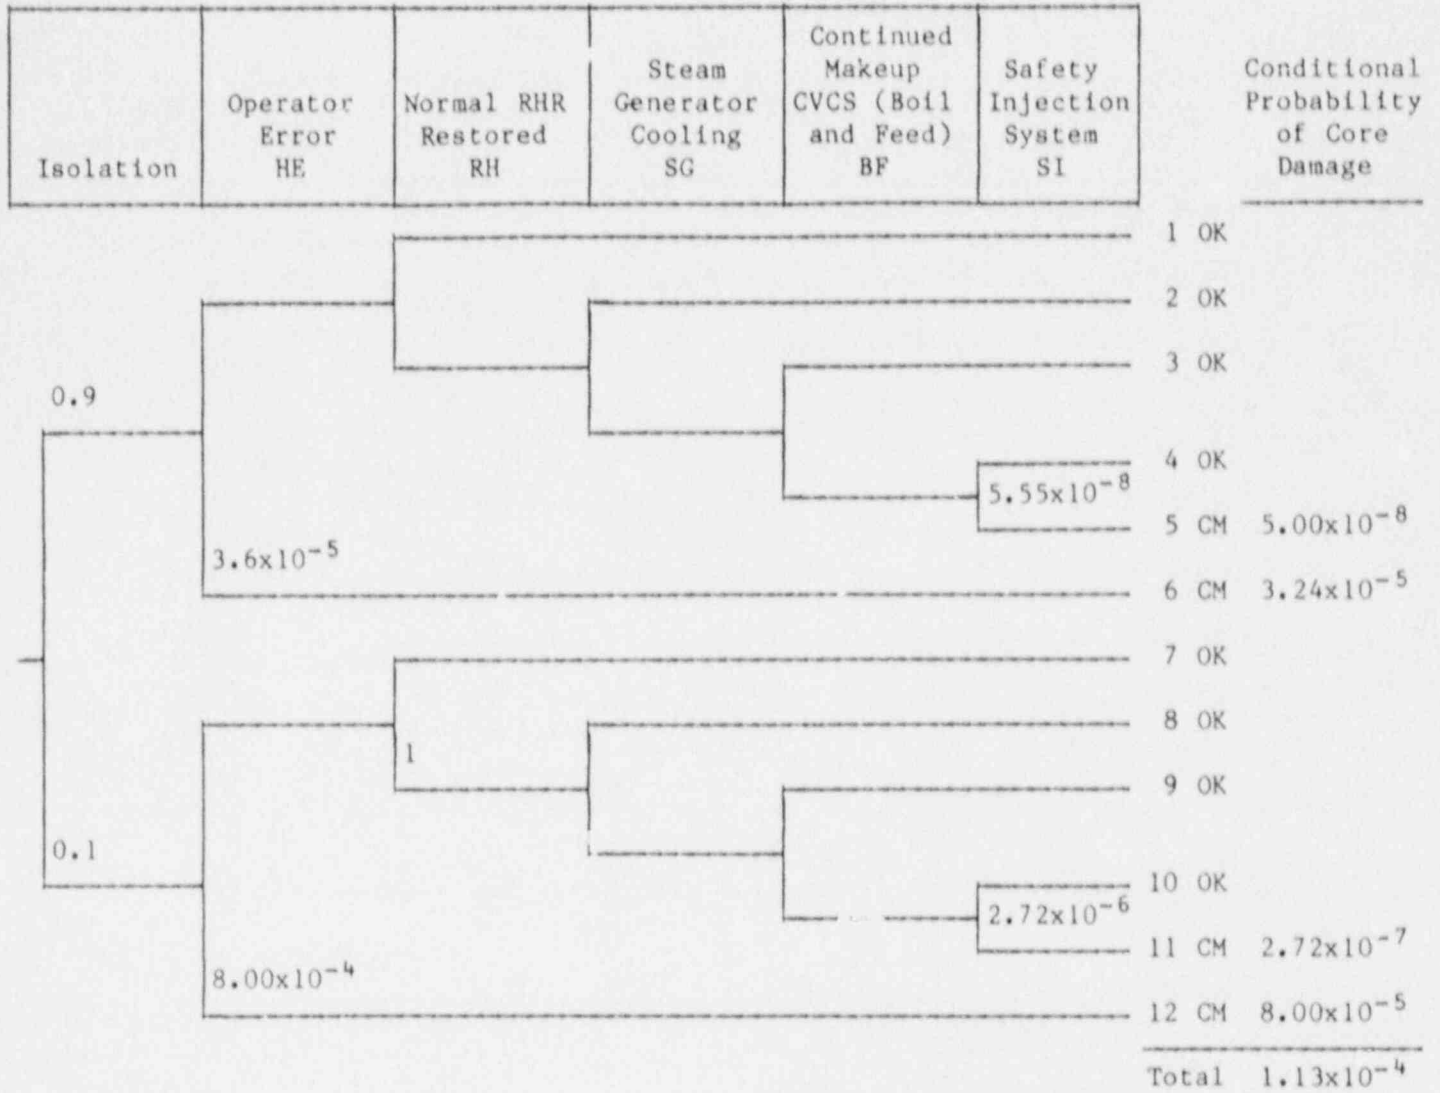 Isolation
Operator
Error
HE
Normal RHR
Restored
RH
Steam
Generator
Cooling
SG
Continued
Makeup
CVCS (Boil
and Feed)
BF
Safety
Injection
System
SI
Conditional
Probability
of Core
Damage
1 OK
2 OK
3 OK
0.9
4 OK
5.55x10⁻⁸
5 CM 5.00x10⁻⁸
3.6x10⁻⁵
6 CM 3.24x10⁻⁵
7 OK
8 OK
1
9 OK
0.1
10 OK
2.72x10⁻⁶
11 CM 2.72x10⁻⁷
8.00x10⁻⁴
12 CM 8.00x10⁻⁵
Total 1.13x10⁻⁴